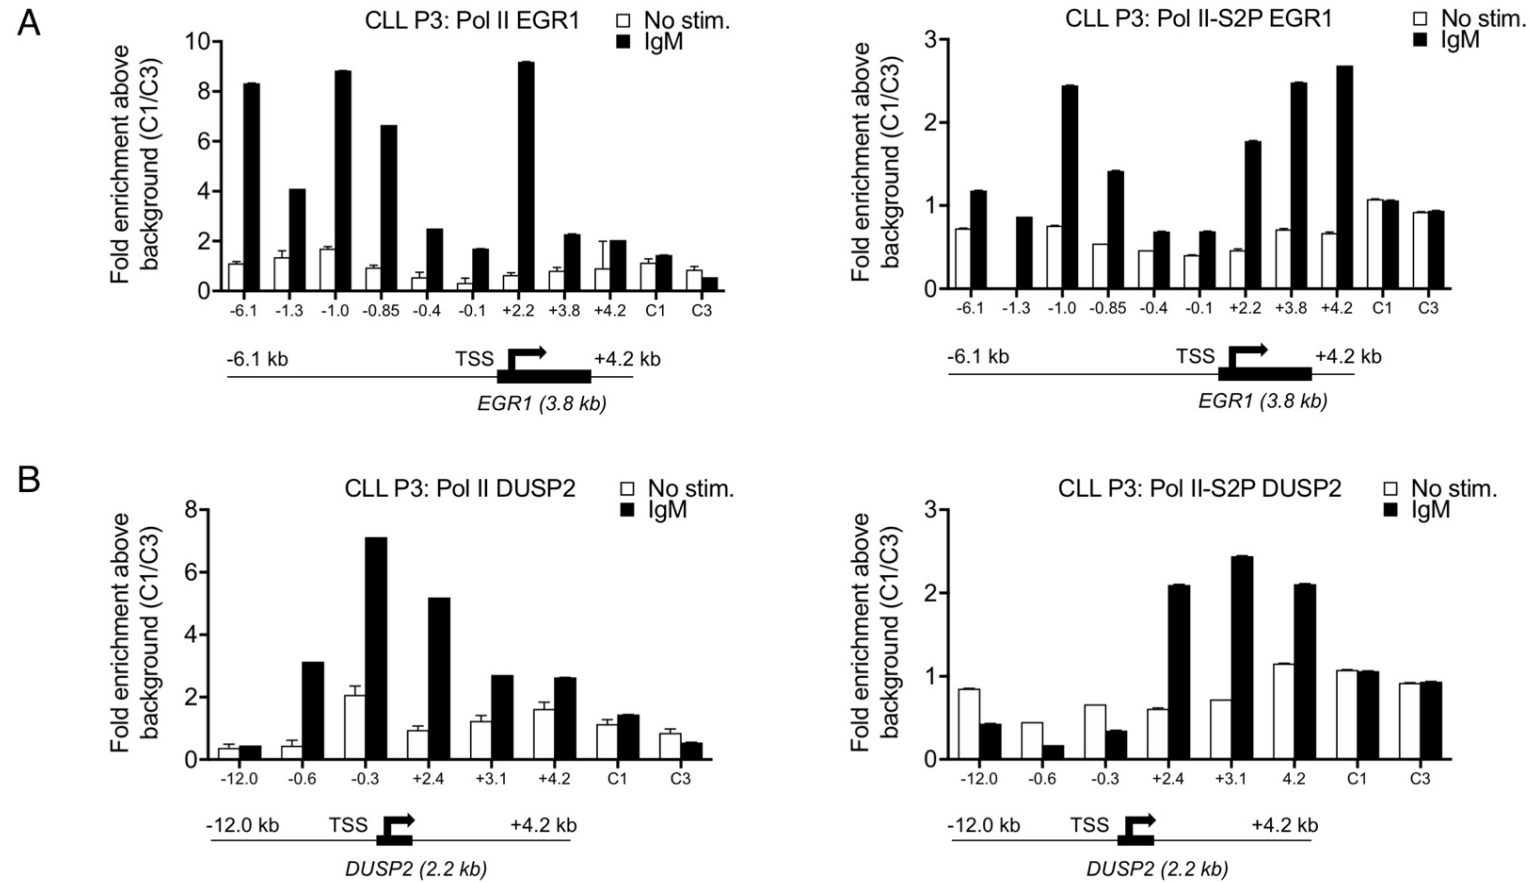 A
CLL P3: Pol II EGR1
No stim.
IgM
Fold enrichment above
background (C1/C3)
10
8
6
4
2
0
-6.1 -1.3 -1.0 -0.85 -0.4 -0.1 +2.2 +3.8 +4.2 C1 C3
-6.1 kb TSS +4.2 kb
EGR1 (3.8 kb)
CLL P3: Pol II-S2P EGR1
No stim.
IgM
Fold enrichment above
background (C1/C3)
3
2
1
0
-6.1 -1.3 -1.0 -0.85 -0.4 -0.1 +2.2 +3.8 +4.2 C1 C3
-6.1 kb TSS +4.2 kb
EGR1 (3.8 kb)
B
CLL P3: Pol II DUSP2
No stim.
IgM
Fold enrichment above
background (C1/C3)
8
6
4
2
0
-12.0 -0.6 -0.3 +2.4 +3.1 +4.2 C1 C3
-12.0 kb TSS +4.2 kb
DUSP2 (2.2 kb)
CLL P3: Pol II-S2P DUSP2
No stim.
IgM
Fold enrichment above
background (C1/C3)
3
2
1
0
-12.0 -0.6 -0.3 +2.4 +3.1 4.2 C1 C3
-12.0 kb TSS +4.2 kb
DUSP2 (2.2 kb)